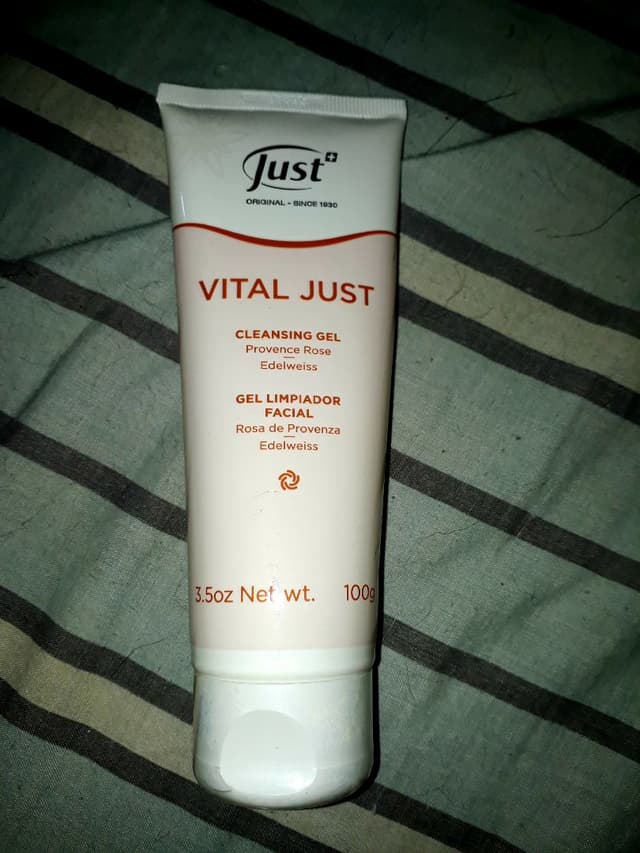 Just
ORIGINAL - SINCE 1930
VITAL JUST
CLEANSING GEL
Provence Rose
Edelweiss
GEL LIMPIADOR
FACIAL
Rosa de Provenza
Edelweiss
3.5oz Net wt. 100g